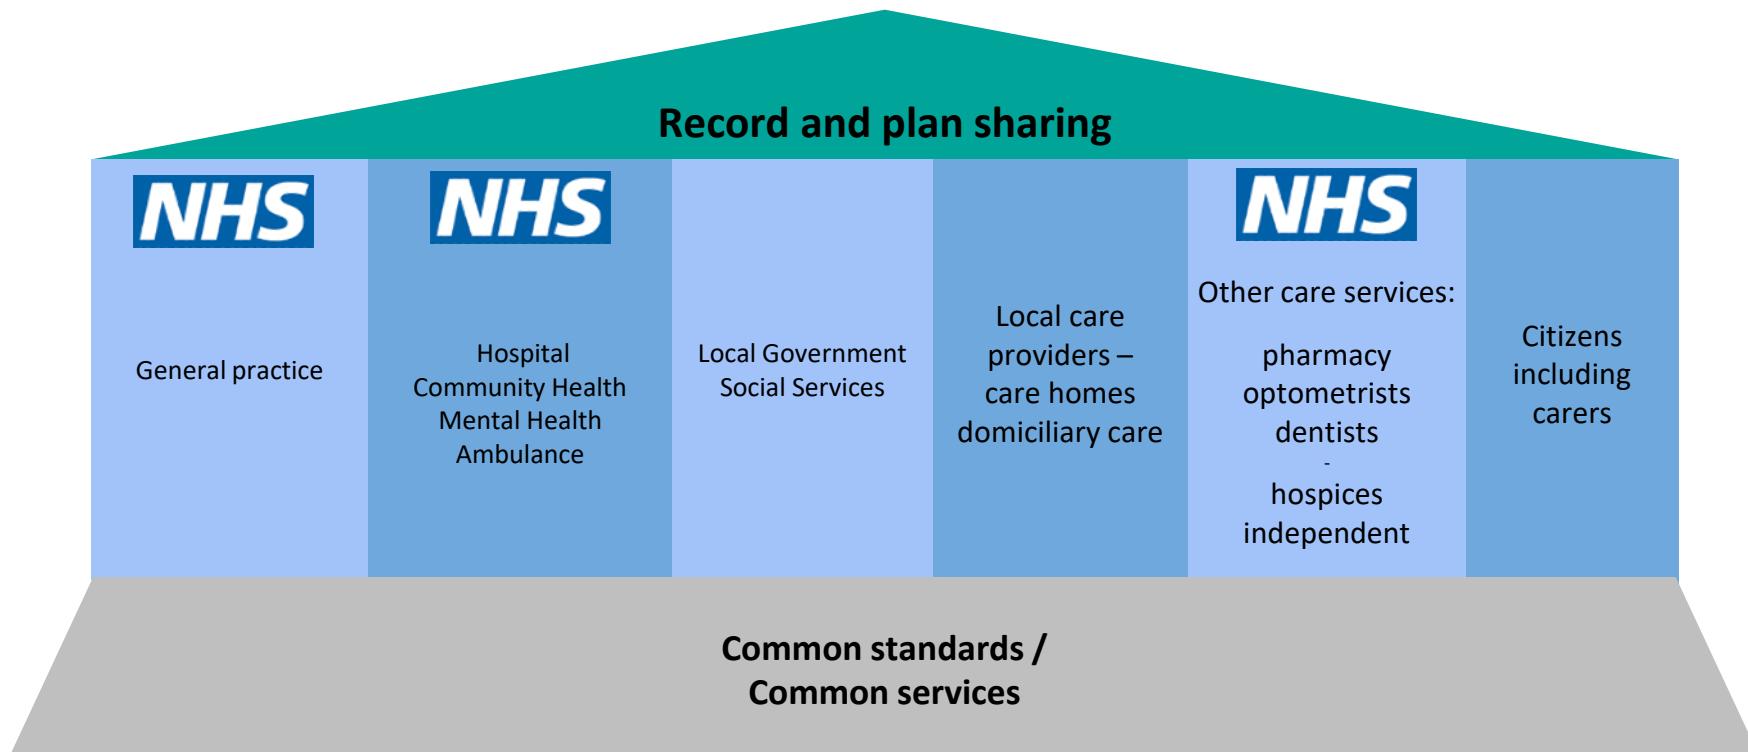 Record and plan sharing
NHS
General practice
NHS
Hospital
Community Health
Mental Health
Ambulance
Local Government
Social Services
Local care
providers –
care homes
domiciliary care
NHS
Other care services:
pharmacy
optometrists
dentists
-
hospices
independent
Citizens
including
carers
Common standards /
Common services